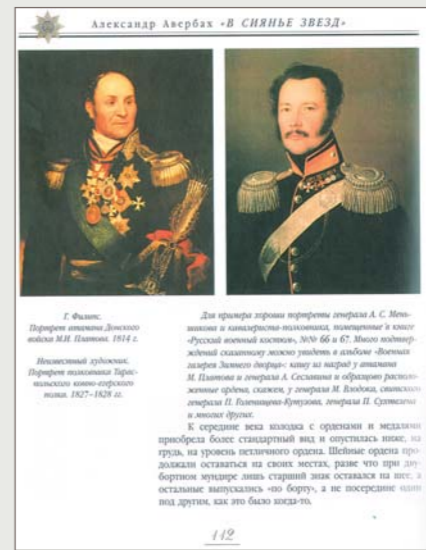 Александр Авербах «В СИЯНЬЕ ЗВЕЗД»
Г. Филипс.
Портрет атамана Донского
войска М.И. Платова. 1814 г.
Неизвестный художник.
Портрет полковника Тирас-
польского конно-егерского
полка. 1827–1828 гг.
Для примера хороши портреты генерала А. С. Мень-
шикова и кавалериста-полковника, помещенные в книге
«Русский военный костюм», №№ 66 и 67. Много подтвер-
ждений сказанному можно увидеть в альбоме «Военная
галерея Зимнего дворца»: кашу из наград у атамана
М. Платова и генерала А. Сеславина и образцово располо-
женные ордена, скажем, у генерала М. Влодека, свитского
генерала П. Голенищева-Кутузова, генерала П. Сухтелена
и многих других.
К середине века колодка с орденами и медалями
приобрела более стандартный вид и опустилась ниже, на
грудь, на уровень петличного ордена. Шейные ордена про-
должали оставаться на своих местах, разве что при дву-
бортном мундире лишь старший знак оставался на шее, а
остальные выпускались «по борту», а не посередине один
под другим, как это было когда-то.
112